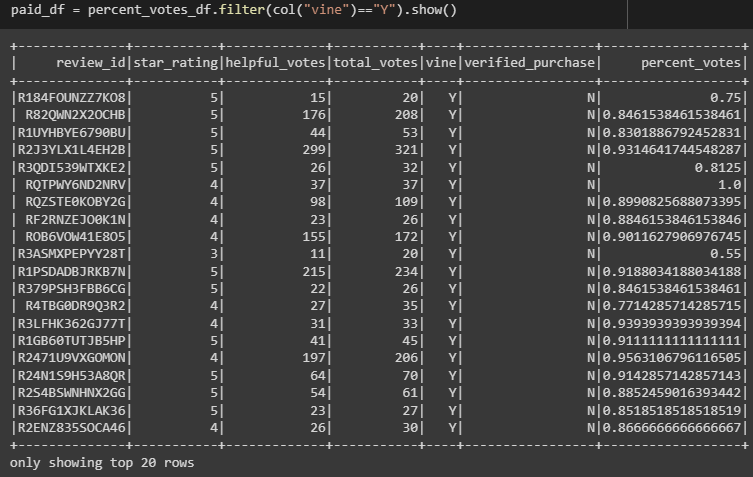 paid_df = percent_votes_df.filter(col("vine")=="Y").show()
+--------------+-----------+-------------+-----------+----+-----------------+------------------+
|     review_id|star_rating|helpful_votes|total_votes|vine|verified_purchase|     percent_votes|
+--------------+-----------+-------------+-----------+----+-----------------+------------------+
|R184FOUNZZ7KO8|          5|           15|         20|   Y|                N|              0.75|
| R82QWN2X2OCHB|          5|          176|        208|   Y|                N|0.8461538461538461|
|R1UYHBYE6790BU|          5|           44|         53|   Y|                N|0.8301886792452831|
|R2J3YLX1L4EH2B|          5|          299|        321|   Y|                N|0.9314641744548287|
|R3QDI539WTXKE2|          5|           26|         32|   Y|                N|            0.8125|
| RQTPWY6ND2NRV|          4|           37|         37|   Y|                N|               1.0|
| RQZSTE0KOBY2G|          4|           98|        109|   Y|                N|0.8990825688073395|
| RF2RNZEJO0K1N|          4|           23|         26|   Y|                N|0.8846153846153846|
| ROB6VOW41E8O5|          4|          155|        172|   Y|                N|0.9011627906976745|
|R3ASMXPEPYY28T|          3|           11|         20|   Y|                N|              0.55|
|R1PSDADBJRKB7N|          5|          215|        234|   Y|                N|0.9188034188034188|
|R379PSH3FBB6CG|          5|           22|         26|   Y|                N|0.8461538461538461|
| R4TBG0DR9Q3R2|          4|           27|         35|   Y|                N|0.7714285714285715|
|R3LFHK362GJ77T|          4|           31|         33|   Y|                N|0.9393939393939394|
|R1GB60TUTJB5HP|          5|           41|         45|   Y|                N|0.9111111111111111|
|R2471U9VXGOMON|          4|          197|        206|   Y|                N|0.9563106796116505|
|R24N1S9H53A8QR|          5|           64|         70|   Y|                N|0.9142857142857143|
|R2S4BSWNHNX2GG|          5|           54|         61|   Y|                N|0.8852459016393442|
|R36FG1XJKLAK36|          5|           23|         27|   Y|                N|0.8518518518518519|
|R2ENZ835SOCA46|          4|           26|         30|   Y|                N|0.8666666666666667|
+--------------+-----------+-------------+-----------+----+-----------------+------------------+
only showing top 20 rows